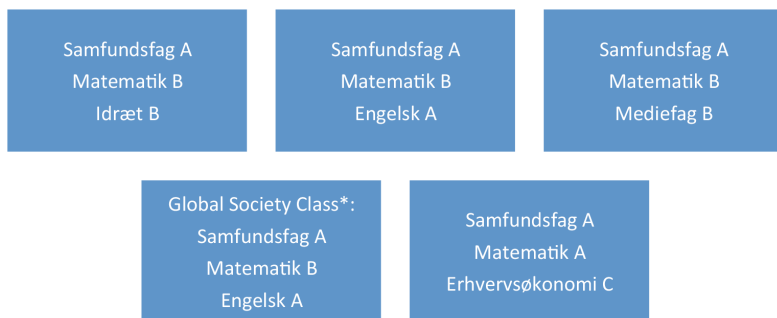 Samfundsfag A
Matematik B
Idræt B
Samfundsfag A
Matematik B
Engelsk A
Samfundsfag A
Matematik B
Mediefag B
Global Society Class*:
Samfundsfag A
Matematik B
Engelsk A
Samfundsfag A
Matematik A
Erhvervsøkonomi C